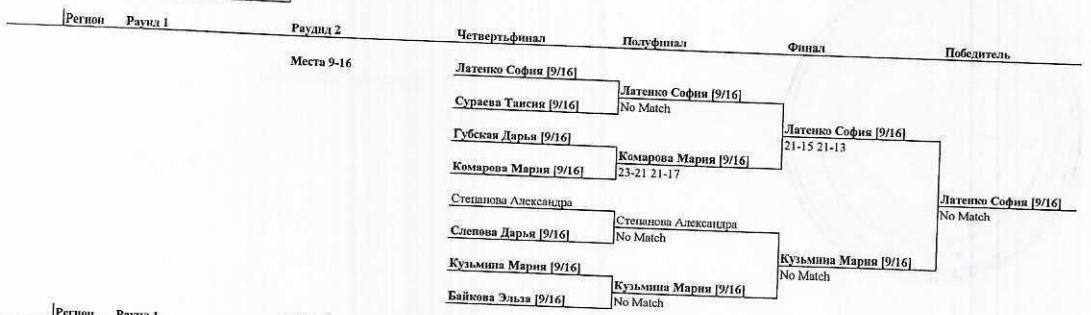 Регион Раунд 1 Раунд 2 Четвертьфинал Полуфинал Финал Победитель
Места 9-16
Латенко София [9/16]
Латенко София [9/16]
Сураева Таисия [9/16]
No Match
Губская Дарья [9/16]
Латенко София [9/16]
21-15 21-13
Комарова Мария [9/16]
Комарова Мария [9/16]
23-21 21-17
Степанова Александра
Латенко София [9/16]
No Match
Степанова Александра
Слепова Дарья [9/16]
No Match
Кузьмина Мария [9/16]
Кузьмина Мария [9/16]
No Match
Кузьмина Мария [9/16]
Байкова Эльза [9/16]
No Match
Регион Раунд 1